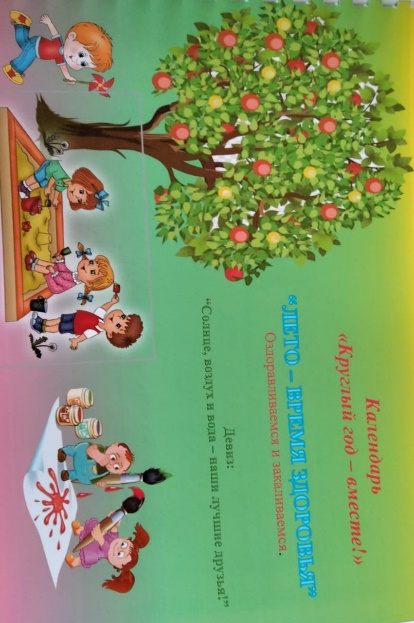 Календарь
«Круглый год – вместе!»
“ЛЕТО – ВРЕМЯ ЗДОРОВЬЯ”
Оздоравливаемся и закаливаемся.
Девиз:
“Солнце, воздух и вода – наши лучшие друзья!”